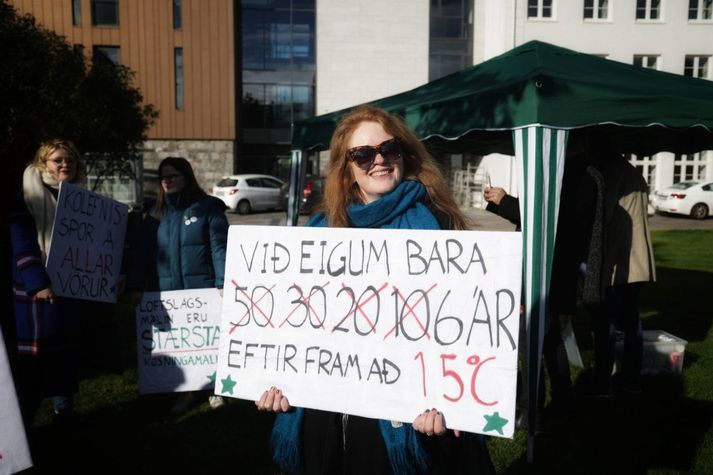 KOLEFNIS
SPOR Á
ALLAR
VÖRUR!
LOFTSLAGS-
MÁLIN ERU
STÆRSTA
KOSNINGAMÁLI
VIÐ EIGUM BARA
50 30 20 10 6 ÁR
EFTIR FRAM AÐ 1.5°C